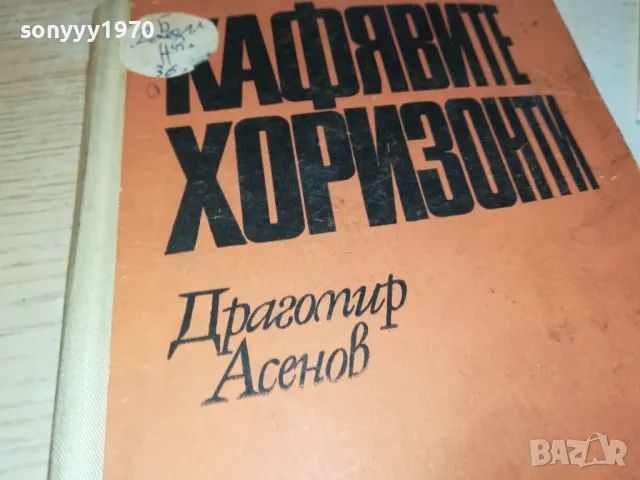 sonyyy1970
КАФЯВИТЕ
ХОРИЗОНТИ
Драгомир
Асенов
BAZAR